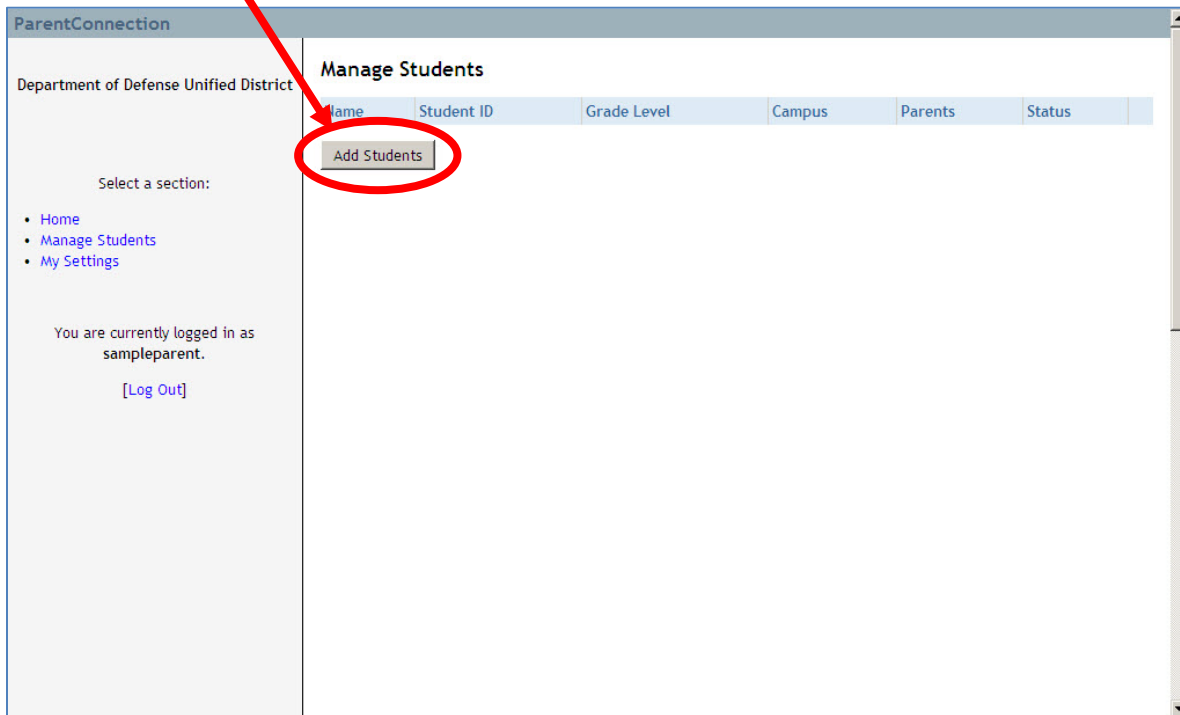 ParentConnection
Department of Defense Unified District
Select a section:
• Home
• Manage Students
• My Settings
You are currently logged in as
sampleparent.
[Log Out]
Manage Students
Name Student ID Grade Level Campus Parents Status
Add Students